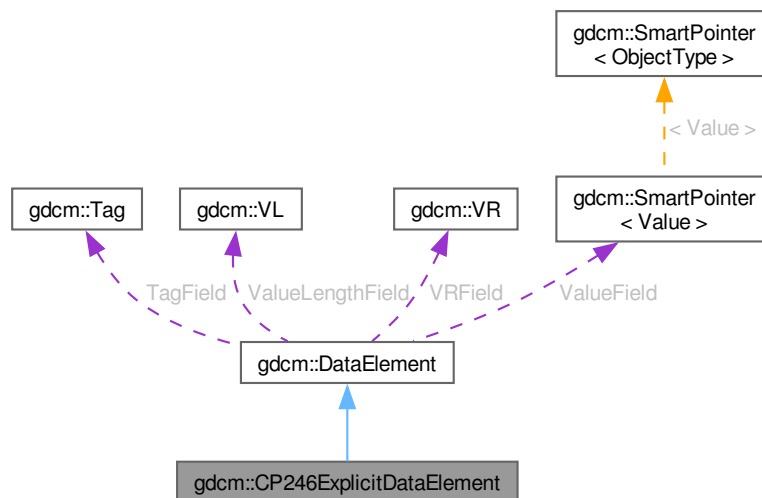 gdcm::SmartPointer
< ObjectType >
< Value >
gdcm::Tag
gdcm::VL
gdcm::VR
gdcm::SmartPointer
< Value >
TagField
ValueLengthField
VRField
ValueField
gdcm::DataElement
gdcm::CP246ExplicitDataElement